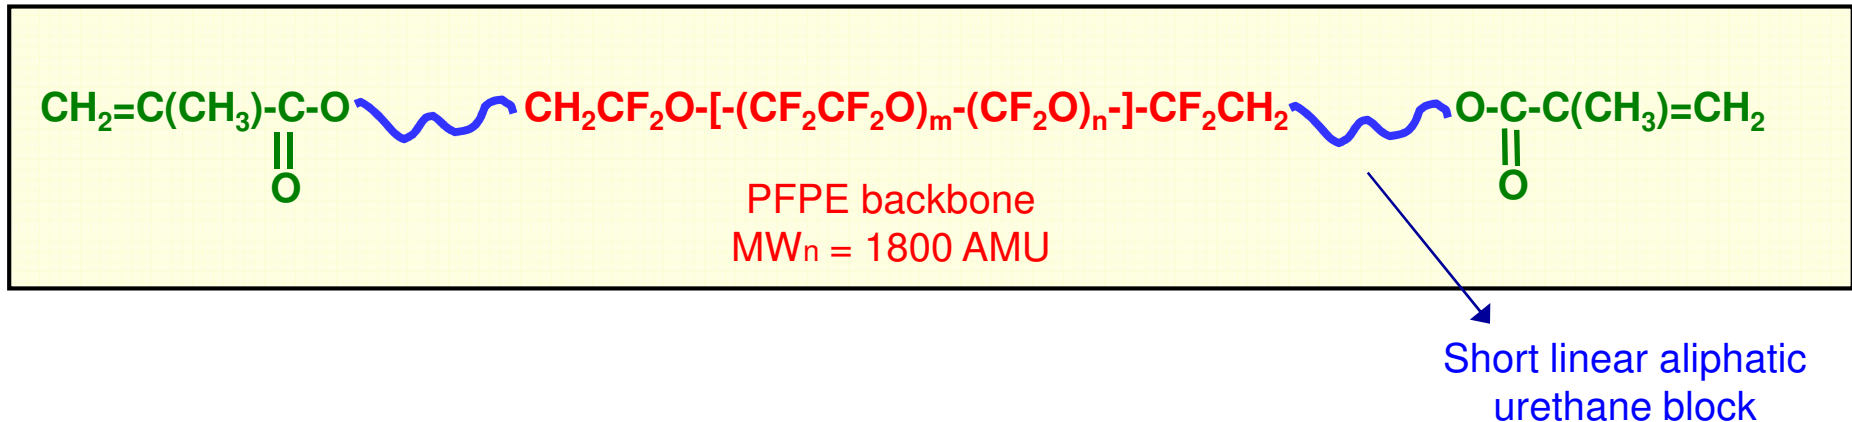 CH₂=C(CH₃)-C-O CH₂CF₂O-[-(CF₂CF₂O)ₘ-(CF₂O)ₙ-]-CF₂CH₂ O-C-C(CH₃)=CH₂
O O
PFPE backbone
MWn = 1800 AMU
Short linear aliphatic
urethane block